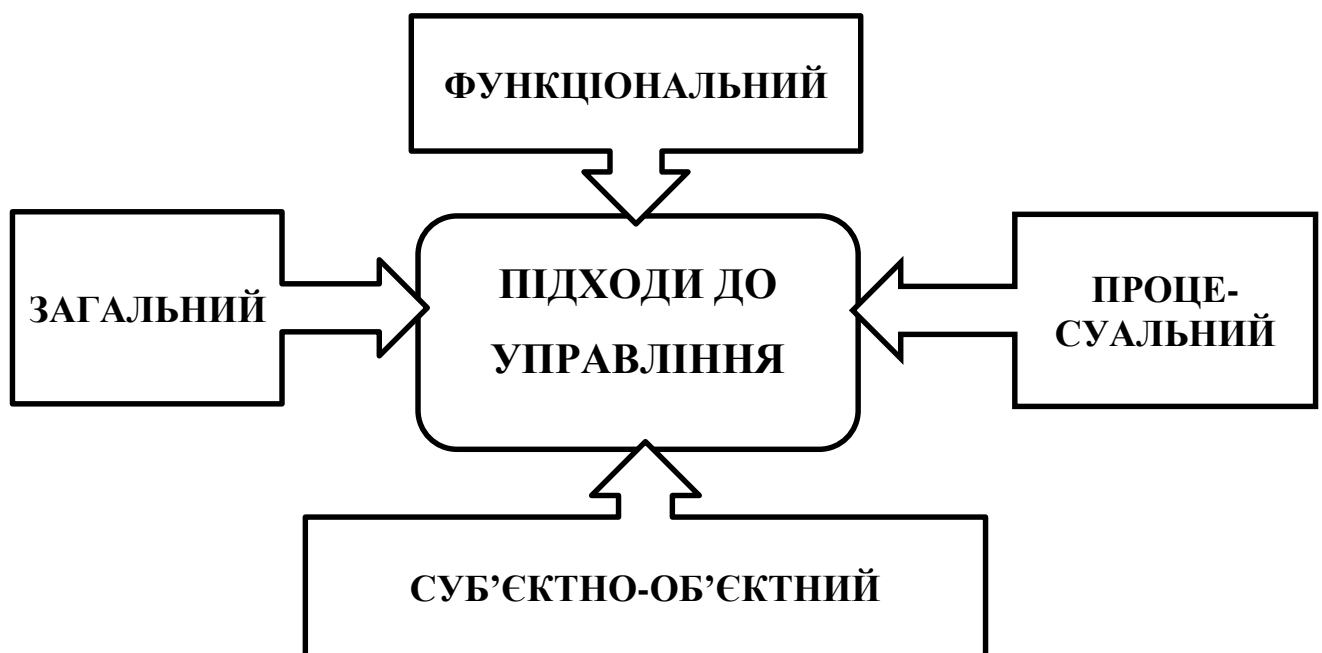 ФУНКЦІОНАЛЬНИЙ
ЗАГАЛЬНИЙ
ПІДХОДИ ДО
УПРАВЛІННЯ
ПРОЦЕ-
СУАЛЬНИЙ
СУБ’ЄКТНО-ОБ’ЄКТНИЙ